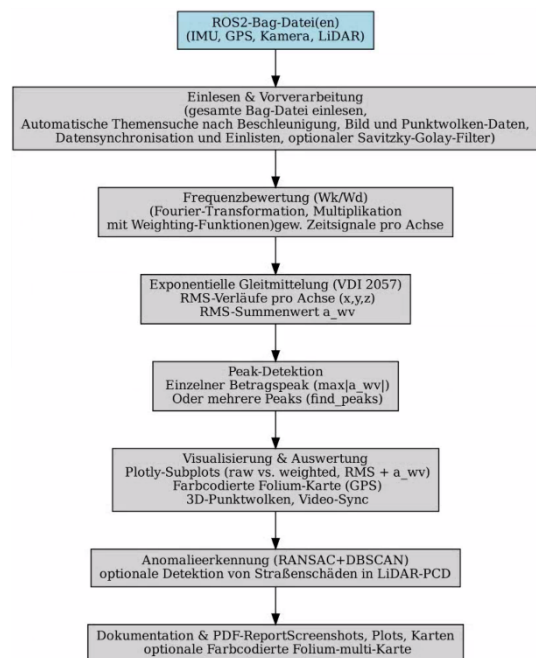 ROS2-Bag-Datei(en)
(IMU, GPS, Kamera, LiDAR)
Einlesen & Vorverarbeitung
(gesamte Bag-Datei einlesen,
Automatische Themensuche nach Beschleunigung, Bild und Punktwolken-Daten,
Datensynchronisation und Einlisten, optionaler Savitzky-Golay-Filter)
Frequenzbewertung (Wk/Wd)
(Fourier-Transformation, Multiplikation
mit Weighting-Funktionen)gew. Zeitsignale pro Achse
Exponentielle Gleitmittelung (VDI 2057)
RMS-Verläufe pro Achse (x,y,z)
RMS-Summenwert a_wv
Peak-Detektion
Einzelner Betragspeak (max|a_wv|)
Oder mehrere Peaks (find_peaks)
Visualisierung & Auswertung
Plotly-Subplots (raw vs. weighted, RMS + a_wv)
Farbcodierte Folium-Karte (GPS)
3D-Punktwolken, Video-Sync
Anomalieerkennung (RANSAC+DBSCAN)
optionale Detektion von Straßenschäden in LiDAR-PCD
Dokumentation & PDF-ReportScreenshots, Plots, Karten
optionale Farbcodierte Folium-multi-Karte